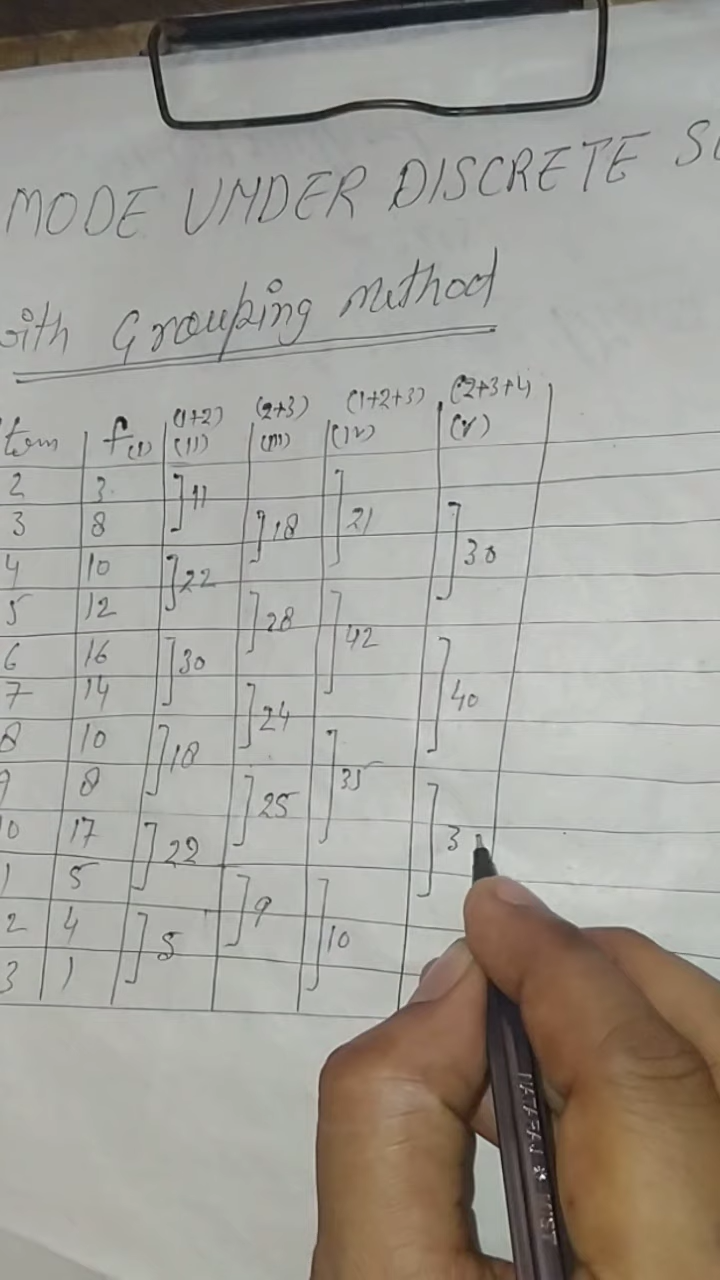 MODE UNDER DISCRETE
with Grouping Method
(1+2) (2+3) (1+2+3) (2+3+4)
Item f(I) (II) (III) (IV) (V)
2 3 11
3 8 18 21
4 10 22 30
5 12 28
6 16 30 42
7 14 24 40
8 10 18
9 8 25 35
10 17 22 3
1 5 9
2 4 5 10
3 1
DATAFLO